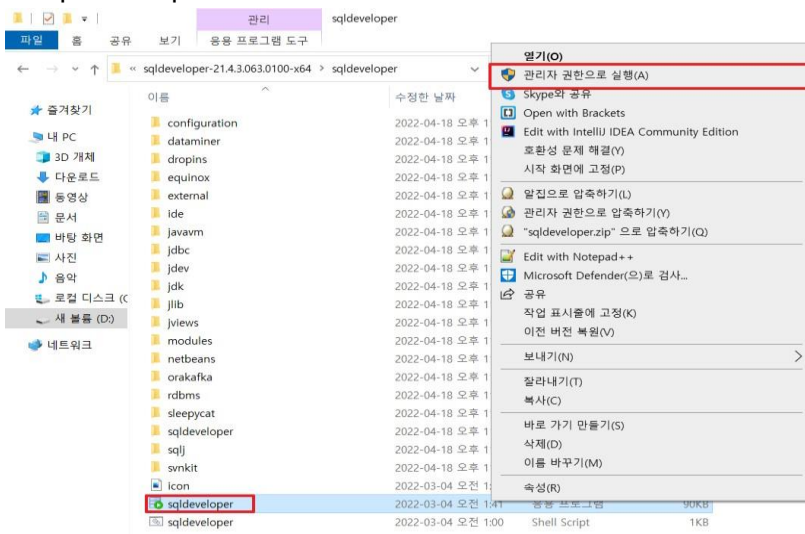 관리
sqldeveloper
파일 홈 공유 보기 응용 프로그램 도구
« sqldeveloper-21.4.3.063.0100-x64 > sqldeveloper
이름 수정한 날짜
즐겨찾기
내 PC
3D 개체
다운로드
동영상
문서
바탕 화면
사진
음악
로컬 디스크 (C
새 볼륨 (D:)
네트워크
configuration 2022-04-18 오후 1
dataminer 2022-04-18 오후 1
dropins 2022-04-18 오후 1
equinox 2022-04-18 오후 1
external 2022-04-18 오후 1
ide 2022-04-18 오후 1
javavm 2022-04-18 오후 1
jdbc 2022-04-18 오후 1
jdev 2022-04-18 오후 1
jdk 2022-04-18 오후 1
jlib 2022-04-18 오후 1
jviews 2022-04-18 오후 1
modules 2022-04-18 오후 1
netbeans 2022-04-18 오후 1
orakafka 2022-04-18 오후 1
rdbms 2022-04-18 오후 1
sleepycat 2022-04-18 오후 1
sqldeveloper 2022-04-18 오후 1
sqlj 2022-04-18 오후 1
svnkit 2022-04-18 오후 1
icon 2022-03-04 오전 1
sqldeveloper 2022-03-04 오전 1:41 응용 프로그램 90KB
sqldeveloper 2022-03-04 오전 1:00 Shell Script 1KB
열기(O)
관리자 권한으로 실행(A)
Skype와 공유
Open with Brackets
Edit with IntelliJ IDEA Community Edition
호환성 문제 해결(Y)
시작 화면에 고정(P)
알집으로 압축하기(L)
관리자 권한으로 압축하기(Y)
"sqldeveloper.zip" 으로 압축하기(Q)
Edit with Notepad++
Microsoft Defender(으)로 검사...
공유
작업 표시줄에 고정(K)
이전 버전 복원(V)
보내기(N)
잘라내기(T)
복사(C)
바로 가기 만들기(S)
삭제(D)
이름 바꾸기(M)
속성(R)